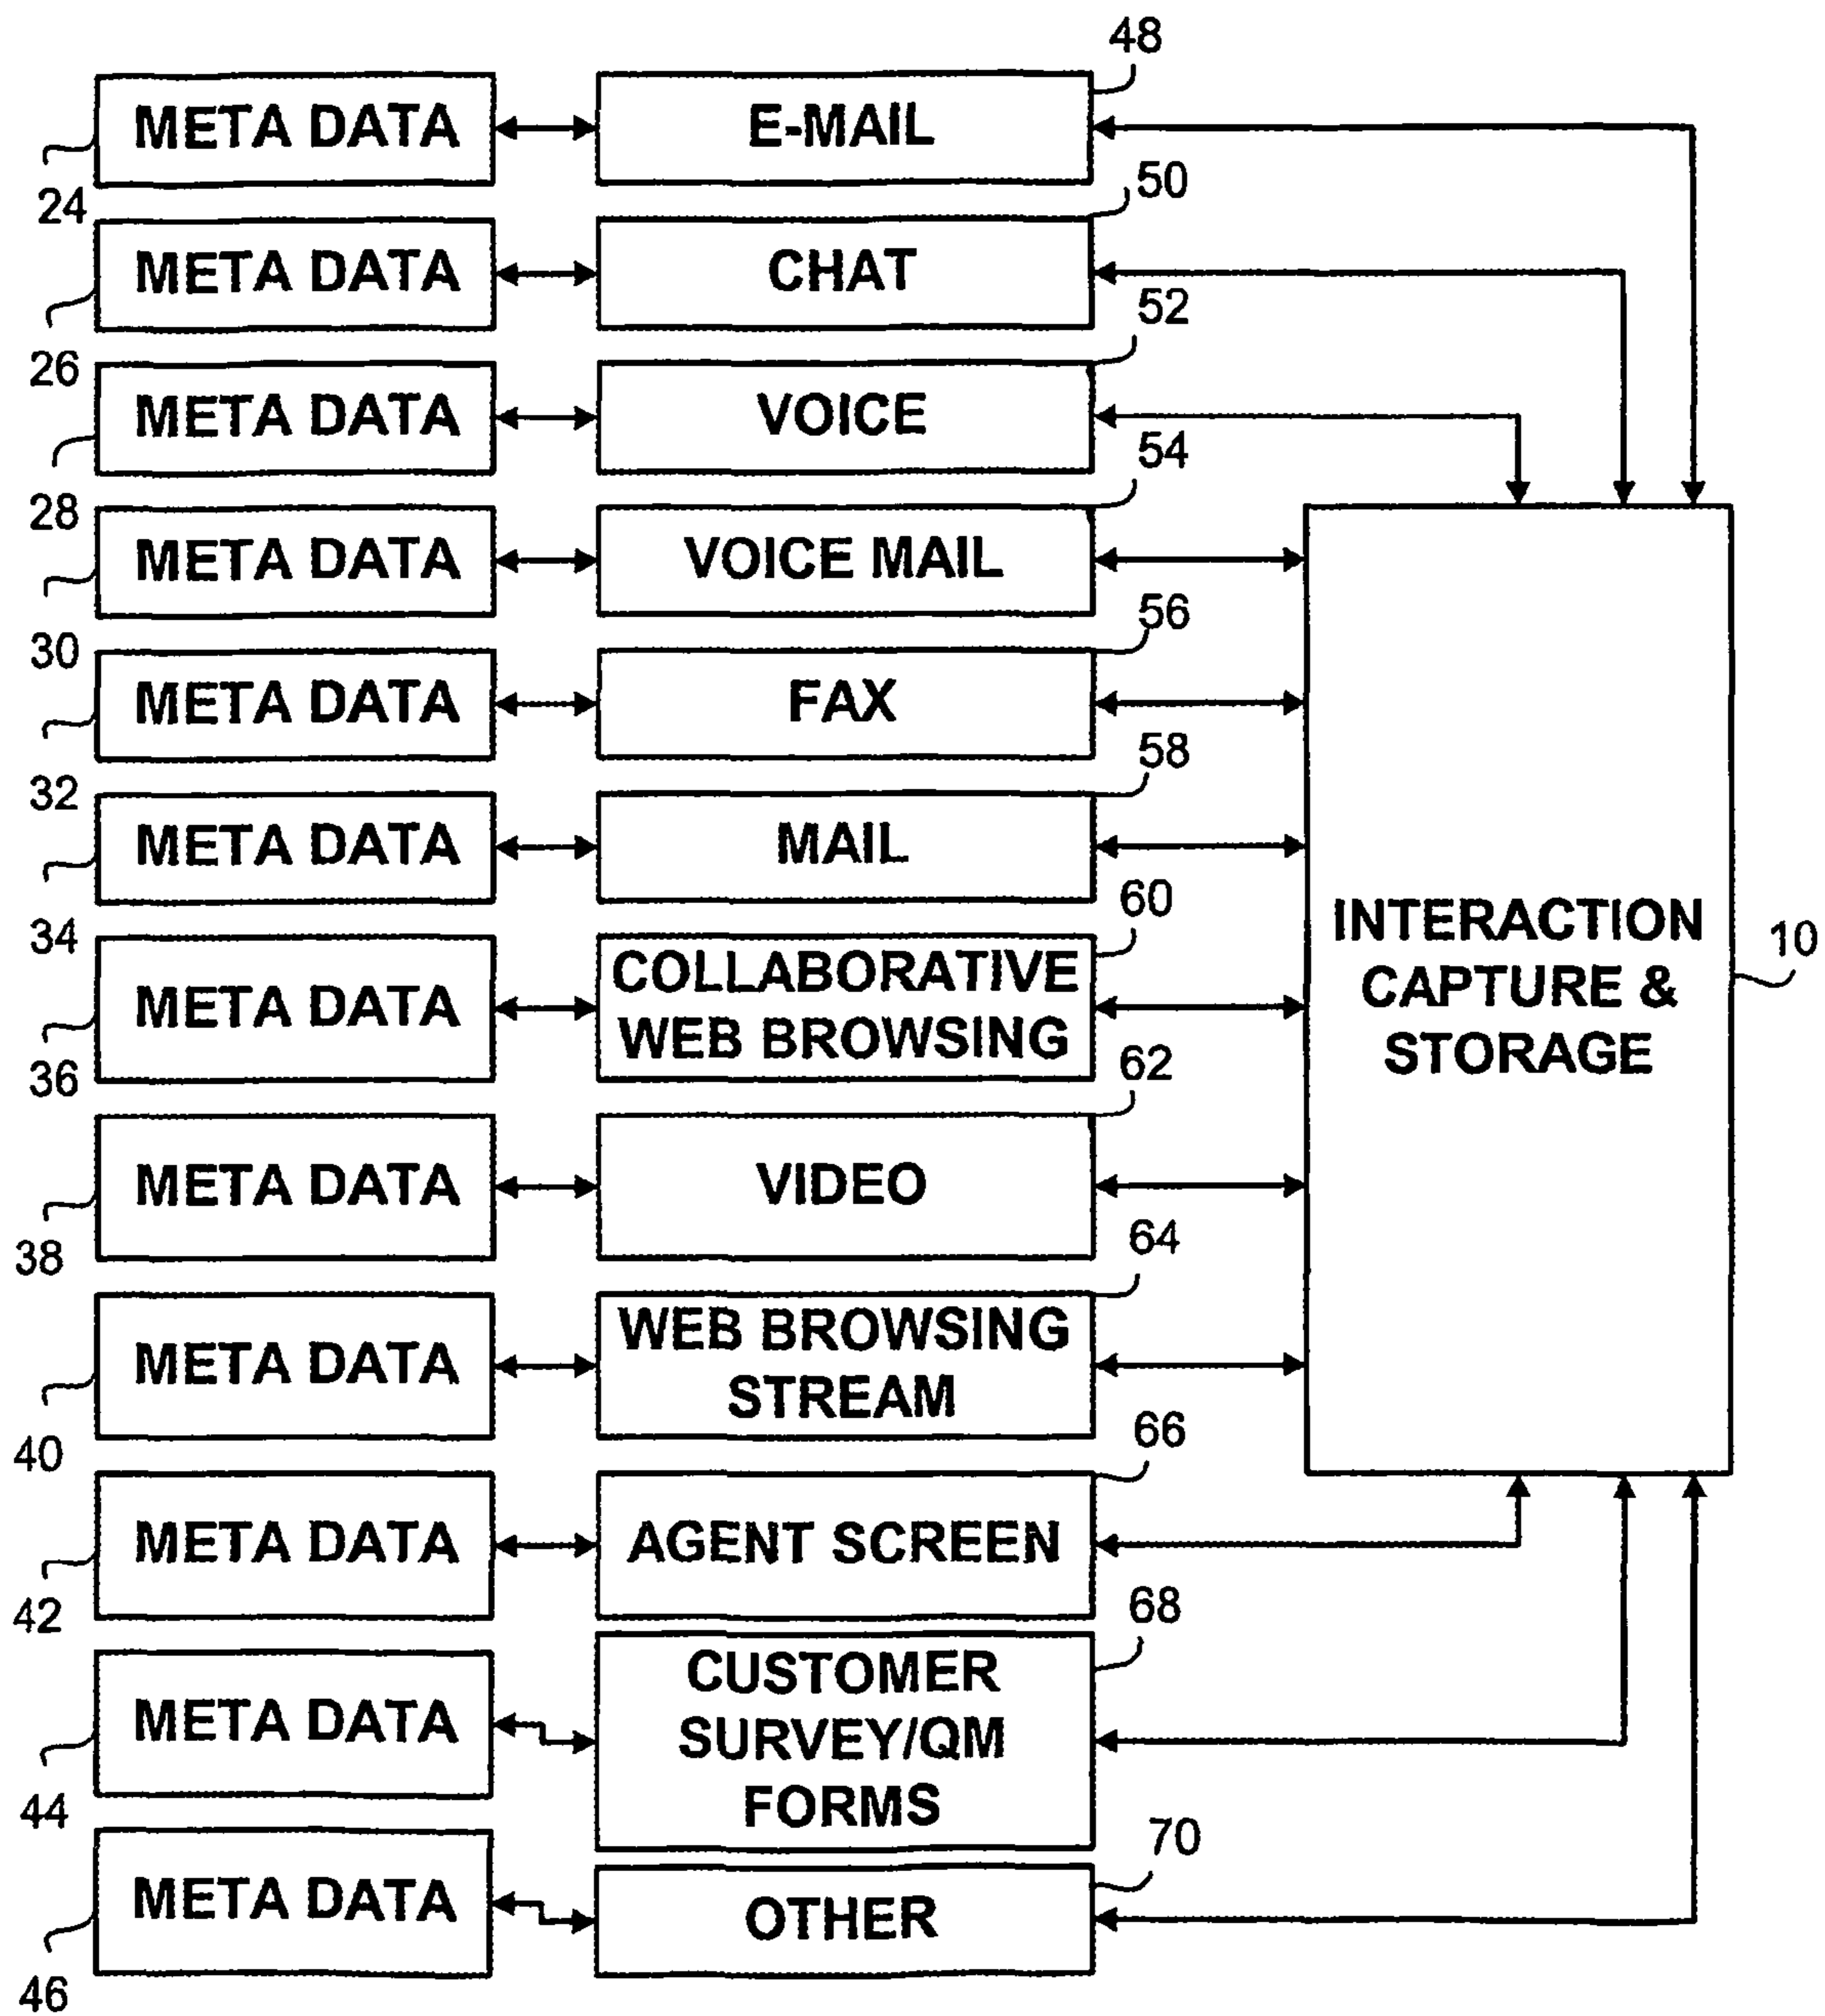 48
META DATA
E-MAIL
24
50
META DATA
CHAT
26
52
META DATA
VOICE
28
54
META DATA
VOICE MAIL
30
56
META DATA
FAX
32
58
META DATA
MAIL
34
60
META DATA
COLLABORATIVE
WEB BROWSING
36
62
META DATA
VIDEO
38
64
META DATA
WEB BROWSING
STREAM
40
66
META DATA
AGENT SCREEN
42
68
META DATA
CUSTOMER
SURVEY/QM
FORMS
44
70
META DATA
OTHER
46
INTERACTION
CAPTURE &
STORAGE
10